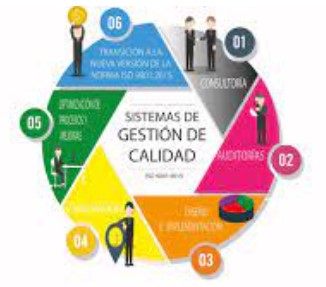 06
TRANSICIÓN A LA
NUEVA VERSIÓN DE LA
NORMA ISO 9001:2015
01
CONSULTORÍA
05
OPTIMIZACIÓN DE
PROCESOS Y
MEJORAS
SISTEMAS DE
GESTIÓN DE
CALIDAD
ISO 9001:2015
AUDITORÍAS
02
DISEÑO
E IMPLEMENTACIÓN
04
03